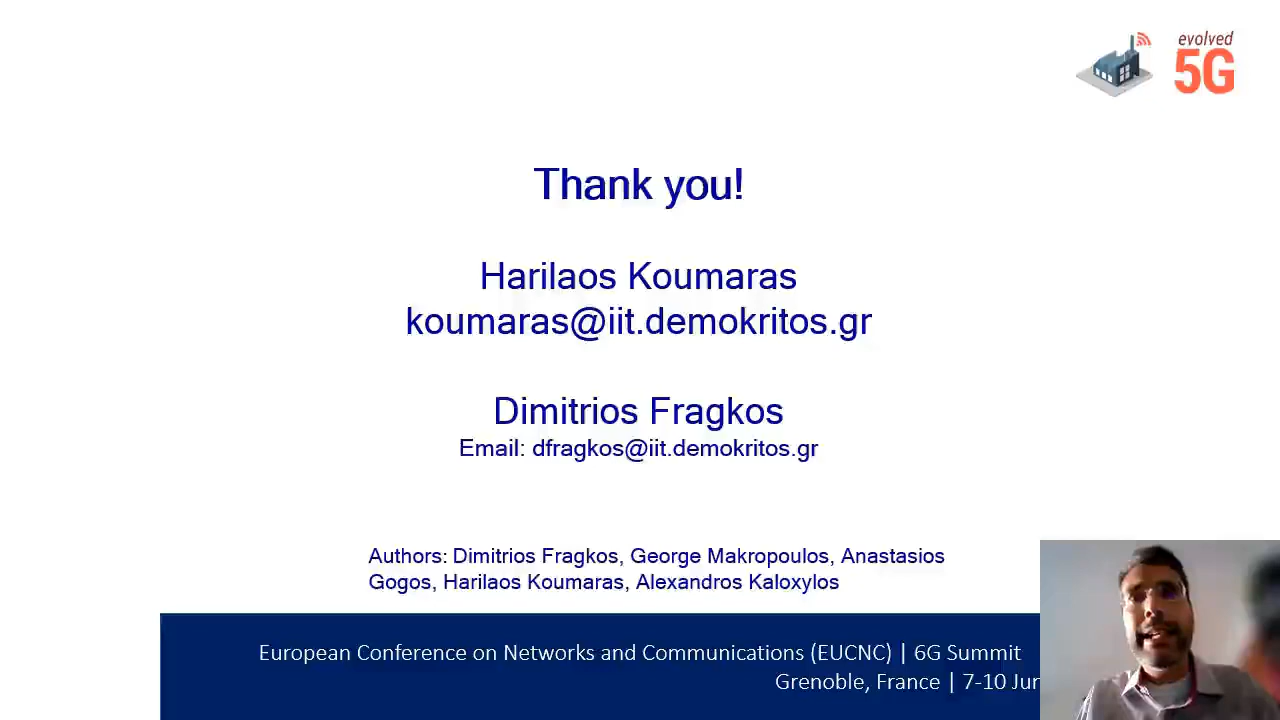 evolved
5G
Thank you!
Harilaos Koumaras
koumaras@iit.demokritos.gr
Dimitrios Fragkos
Email: dfragkos@iit.demokritos.gr
Authors: Dimitrios Fragkos, George Makropoulos, Anastasios
Gogos, Harilaos Koumaras, Alexandros Kaloxylos
European Conference on Networks and Communications (EUCNC) | 6G Summit
Grenoble, France | 7-10